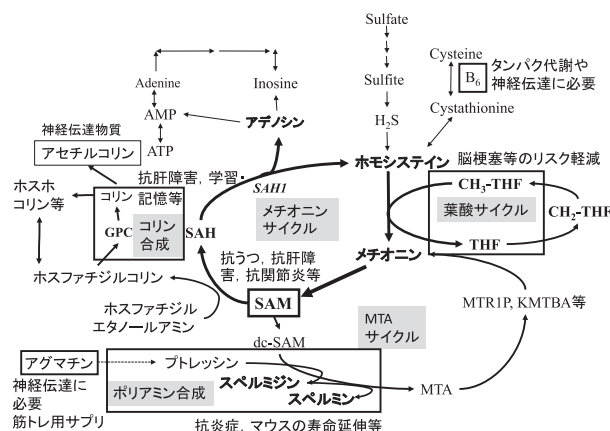 Sulfate
Sulfite
H₂S
Cysteine
B₆
タンパク代謝や
神経伝達に必要
Cystathionine
Adenine
Inosine
AMP
ATP
アデノシン
神経伝達物質
アセチルコリン
ホモシステイン
脳梗塞等のリスク軽減
抗肝障害, 学習・
記憶等
SAH1
ホスホ
コリン等
コリン
GPC
コリン
合成
SAH
メチオニン
サイクル
CH₃-THF
葉酸サイクル
CH₂-THF
THF
メチオニン
抗うつ, 抗肝障
害, 抗関節炎等
ホスファチジルコリン
SAM
ホスファチジル
エタノールアミン
MTR1P, KMTBA等
MTA
サイクル
dc-SAM
アグマチン
プトレッシン
神経伝達に
必要
筋トレ用サプリ
ポリアミン合成
スペルミジン
スペルミン
MTA
抗炎症, マウスの寿命延伸等